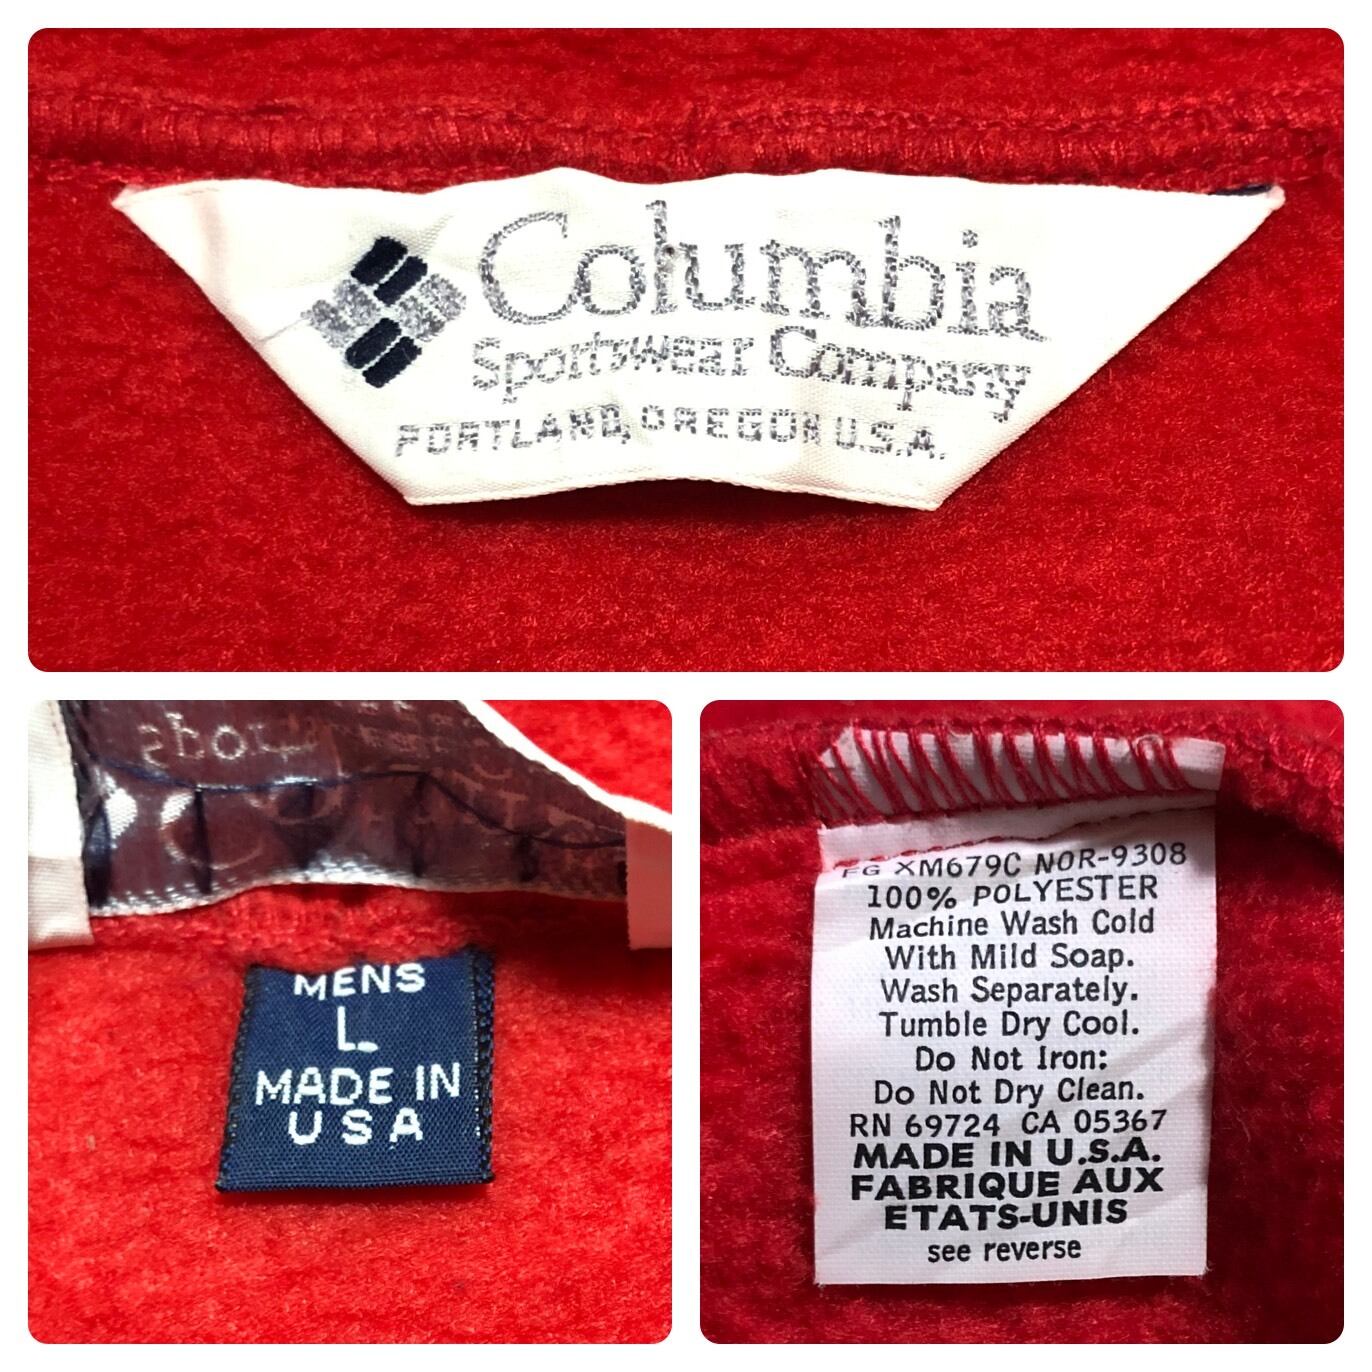 Columbia
Sportswear Company
PORTLAND, OREGON U.S.A.
MENS
L
MADE IN
USA
FG XM679C NOR-9308
100% POLYESTER
Machine Wash Cold
With Mild Soap.
Wash Separately.
Tumble Dry Cool.
Do Not Iron:
Do Not Dry Clean.
RN 69724 CA 05367
MADE IN U.S.A.
FABRIQUE AUX
ETATS-UNIS
see reverse